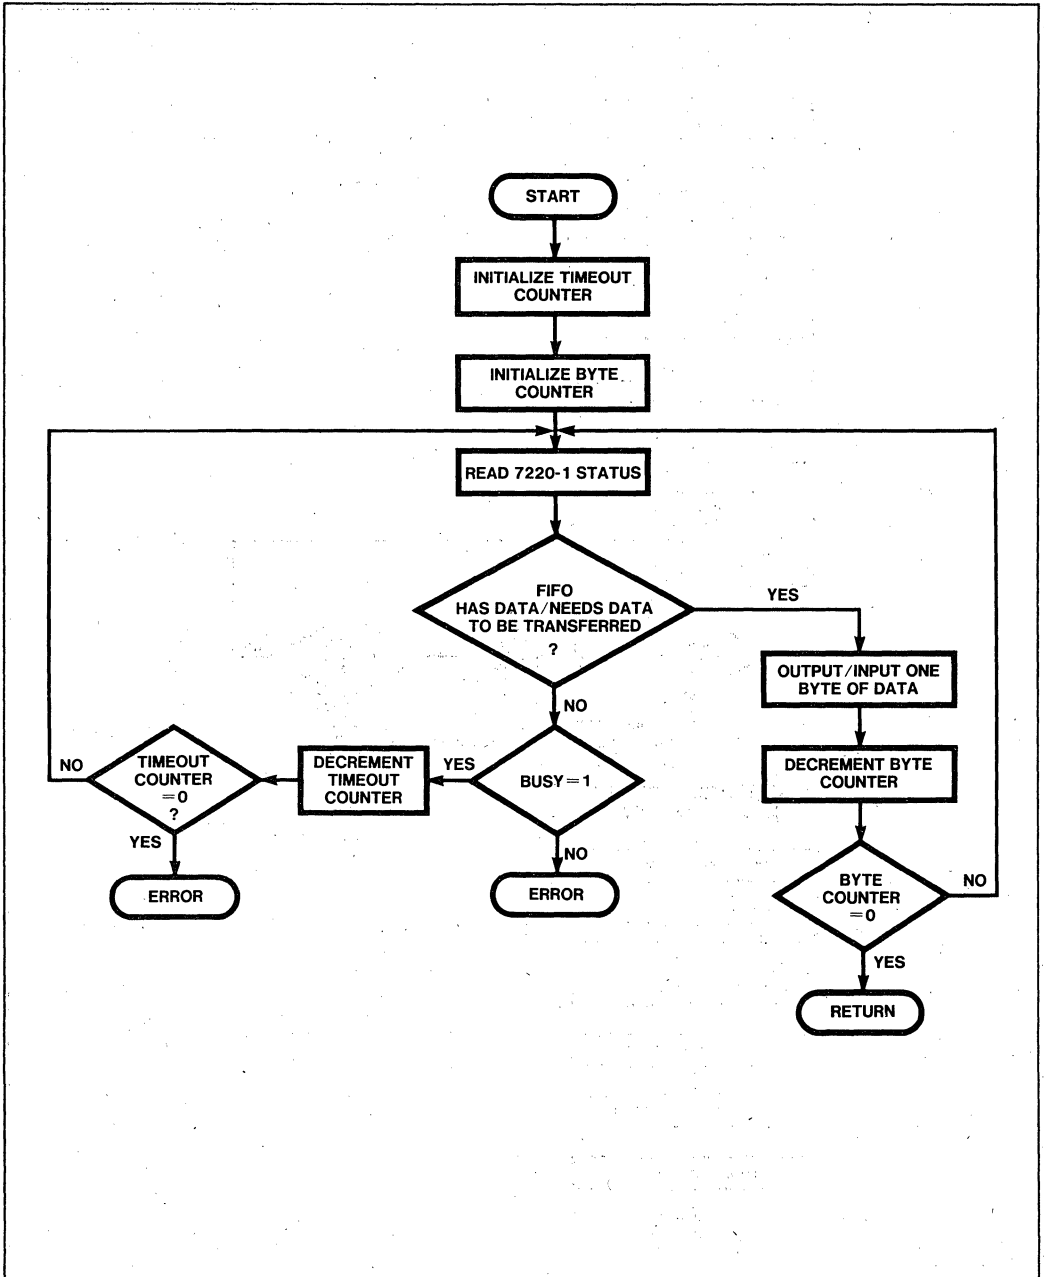 START
INITIALIZE TIMEOUT
COUNTER
INITIALIZE BYTE
COUNTER
READ 7220-1 STATUS
FIFO
HAS DATA/NEEDS DATA
TO BE TRANSFERRED
?
YES
OUTPUT/INPUT ONE
BYTE OF DATA
NO
DECREMENT BYTE
COUNTER
BUSY=1
YES
DECREMENT
TIMEOUT
COUNTER
TIMEOUT
COUNTER
=0
?
NO
YES
ERROR
NO
ERROR
BYTE
COUNTER
=0
NO
YES
RETURN